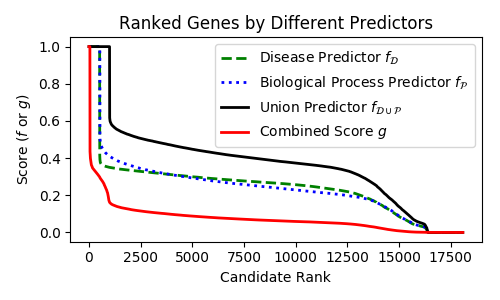 Ranked Genes by Different Predictors
Score (f or g)
1.0
0.8
0.6
0.4
0.2
0.0
Disease Predictor f_𝒟
Biological Process Predictor f_𝒫
Union Predictor f_𝒟∪𝒫
Combined Score g
0 2500 5000 7500 10000 12500 15000 17500
Candidate Rank